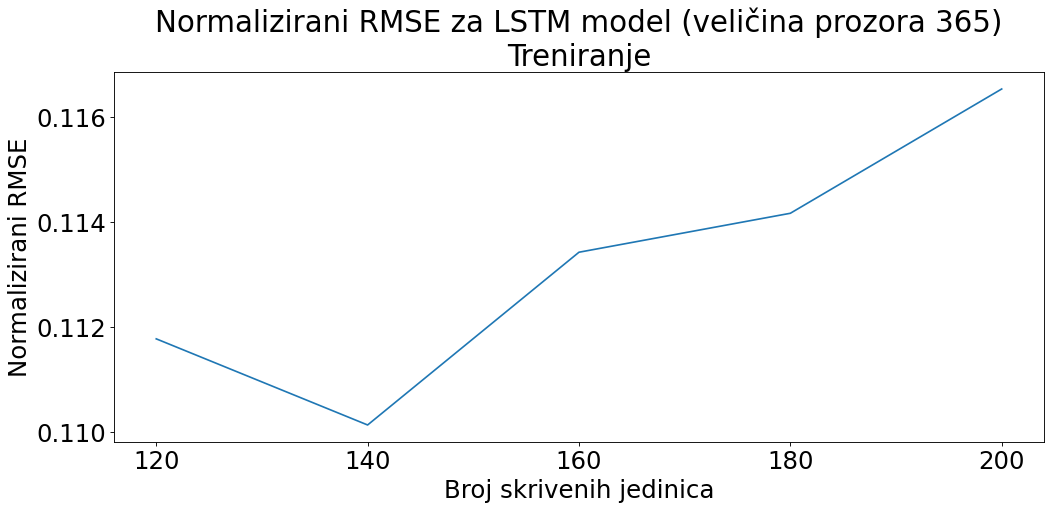 Normalizirani RMSE za LSTM model (veličina prozora 365)
Treniranje
Normalizirani RMSE
0.116
0.114
0.112
0.110
120 140 160 180 200
Broj skrivenih jedinica